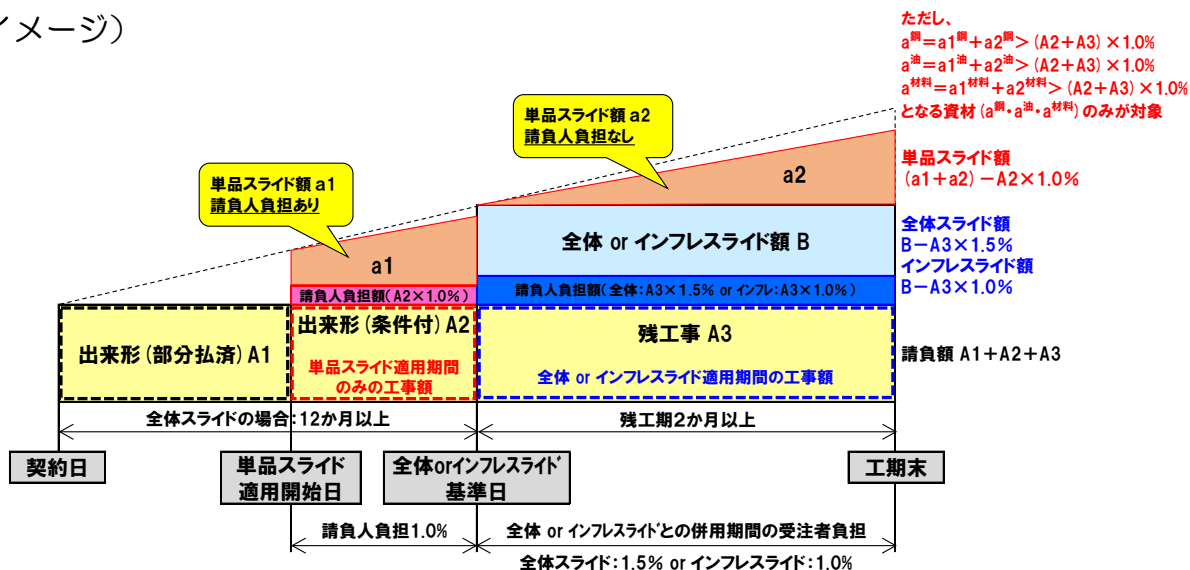 イメージ)
ただし、
a鋼=a1鋼+a2鋼>(A2+A3)×1.0%
a油=a1油+a2油>(A2+A3)×1.0%
a材料=a1材料+a2材料>(A2+A3)×1.0%
となる資材(a鋼・a油・a材料)のみが対象
単品スライド額 a2
請負人負担なし
単品スライド額 a1
請負人負担あり
a2
単品スライド額
(a1+a2)-A2×1.0%
全体 or インフレスライド額 B
全体スライド額
B-A3×1.5%
インフレスライド額
B-A3×1.0%
a1
請負人負担額(A2×1.0%)
請負人負担額(全体:A3×1.5% or インフレ:A3×1.0%)
出来形(部分払済)A1
出来形(条件付)A2
単品スライド適用期間
のみの工事額
残工事 A3
全体 or インフレスライド適用期間の工事額
請負額 A1+A2+A3
全体スライドの場合:12か月以上
残工期2か月以上
契約日
単品スライド
適用開始日
全体orインフレスライド
基準日
工期末
請負人負担1.0%
全体 or インフレスライドとの併用期間の受注者負担
全体スライド:1.5% or インフレスライド:1.0%